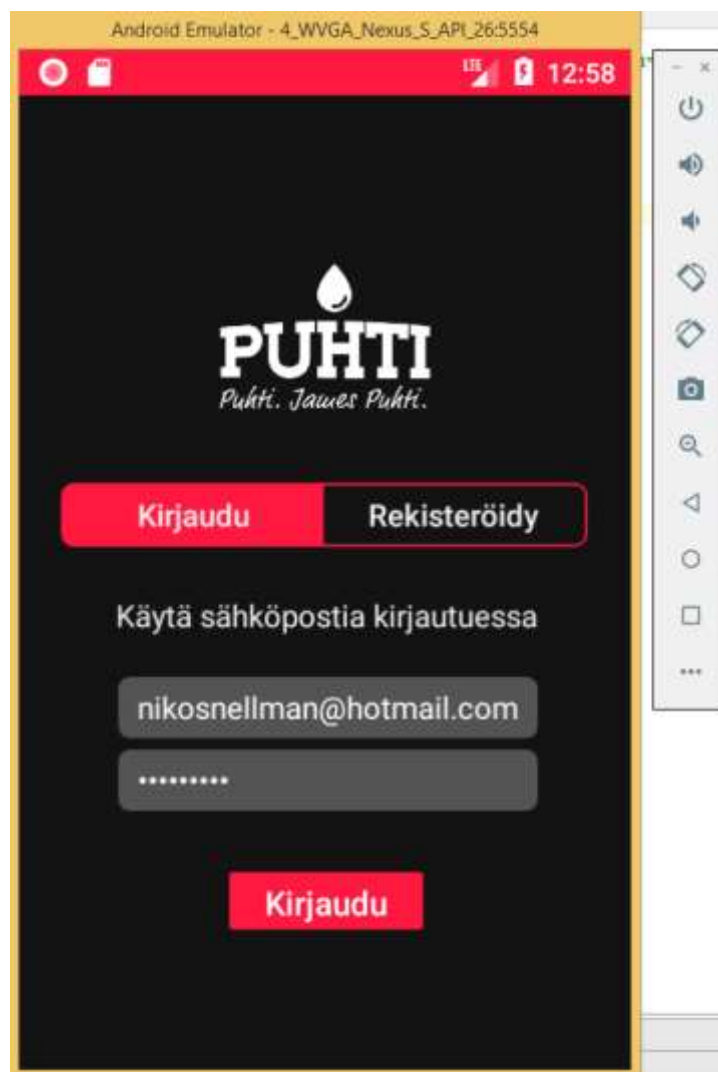 Android Emulator - 4_WVGA_Nexus_S_API_26:5554
LTE 12:58
PUHTI
Puhti. James Puhti.
Kirjaudu Rekisteröidy
Käytä sähköpostia kirjautuessa
nikosnellman@hotmail.com
•••••••••
Kirjaudu